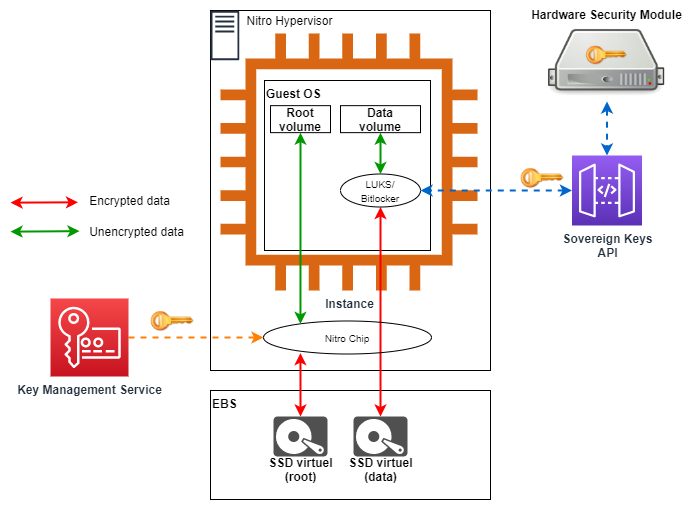 Nitro Hypervisor
Hardware Security Module
Guest OS
Root
volume
Data
volume
LUKS/
Bitlocker
Encrypted data
Unencrypted data
Sovereign Keys
API
Instance
Nitro Chip
Key Management Service
EBS
SSD virtuel
(root)
SSD virtuel
(data)